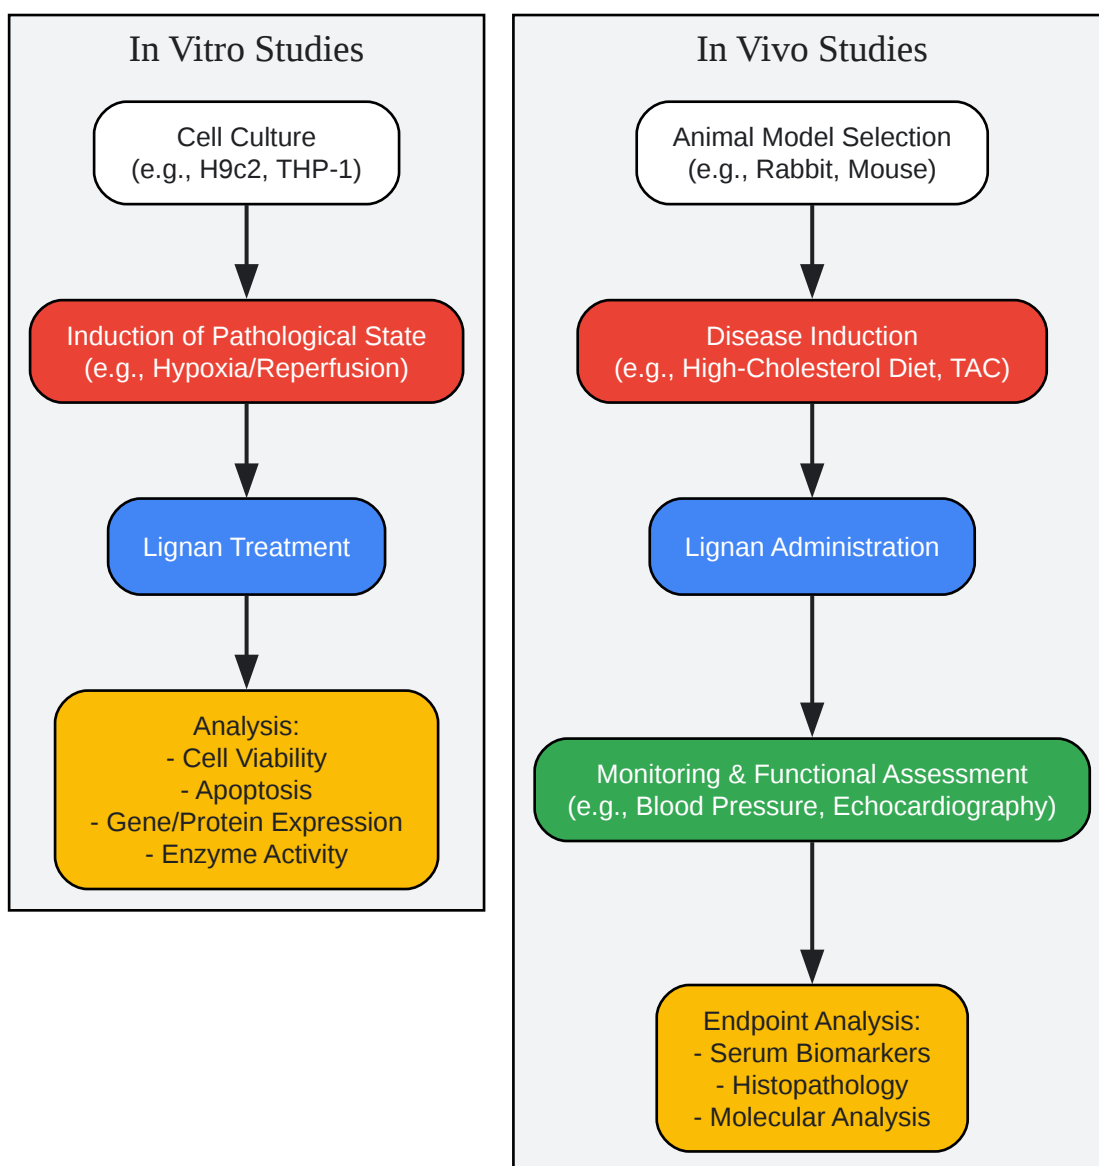 In Vitro Studies
Cell Culture
(e.g., H9c2, THP-1)
Induction of Pathological State
(e.g., Hypoxia/Reperfusion)
Lignan Treatment
Analysis:
- Cell Viability
- Apoptosis
- Gene/Protein Expression
- Enzyme Activity
In Vivo Studies
Animal Model Selection
(e.g., Rabbit, Mouse)
Disease Induction
(e.g., High-Cholesterol Diet, TAC)
Lignan Administration
Monitoring & Functional Assessment
(e.g., Blood Pressure, Echocardiography)
Endpoint Analysis:
- Serum Biomarkers
- Histopathology
- Molecular Analysis